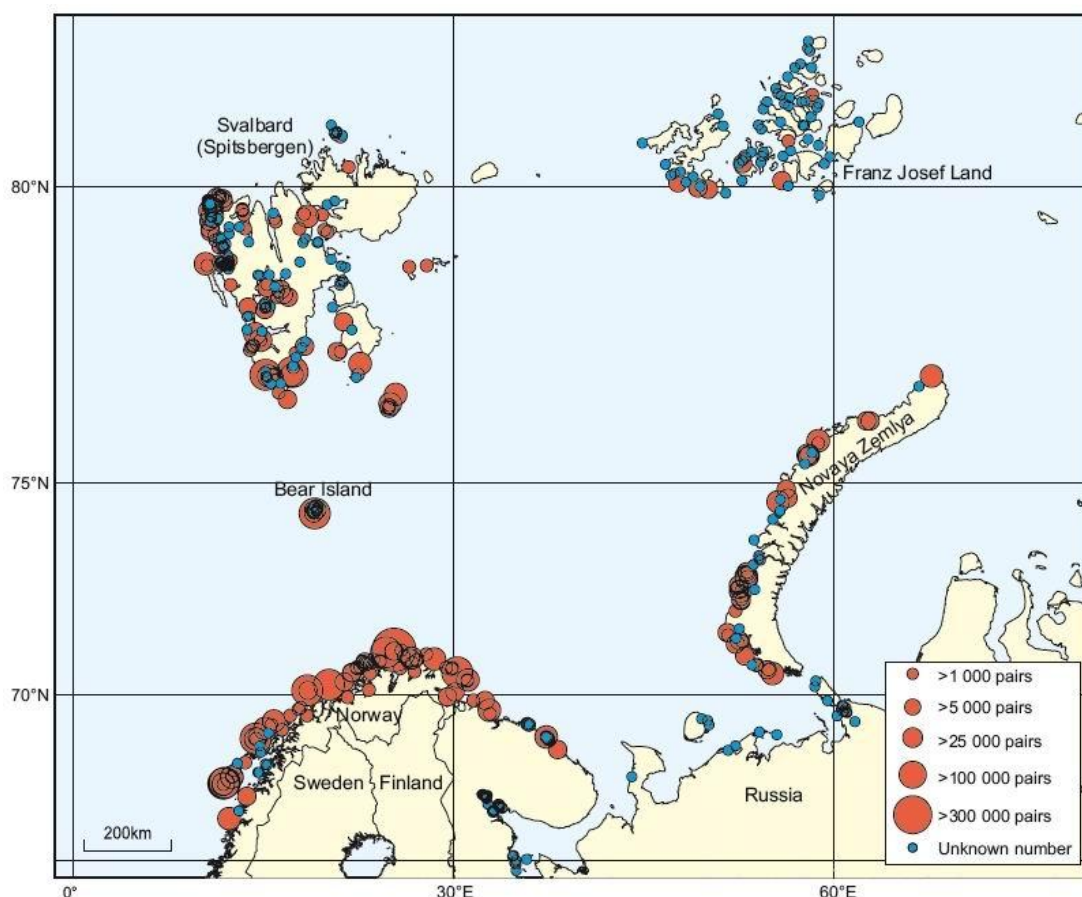 Svalbard
(Spitsbergen)
Franz Josef Land
80°N
Novaya Zemlya
75°N
Bear Island
70°N
Norway
Sweden
Finland
Russia
200km
>1 000 pairs
>5 000 pairs
>25 000 pairs
>100 000 pairs
>300 000 pairs
Unknown number
0°
30°E
60°E